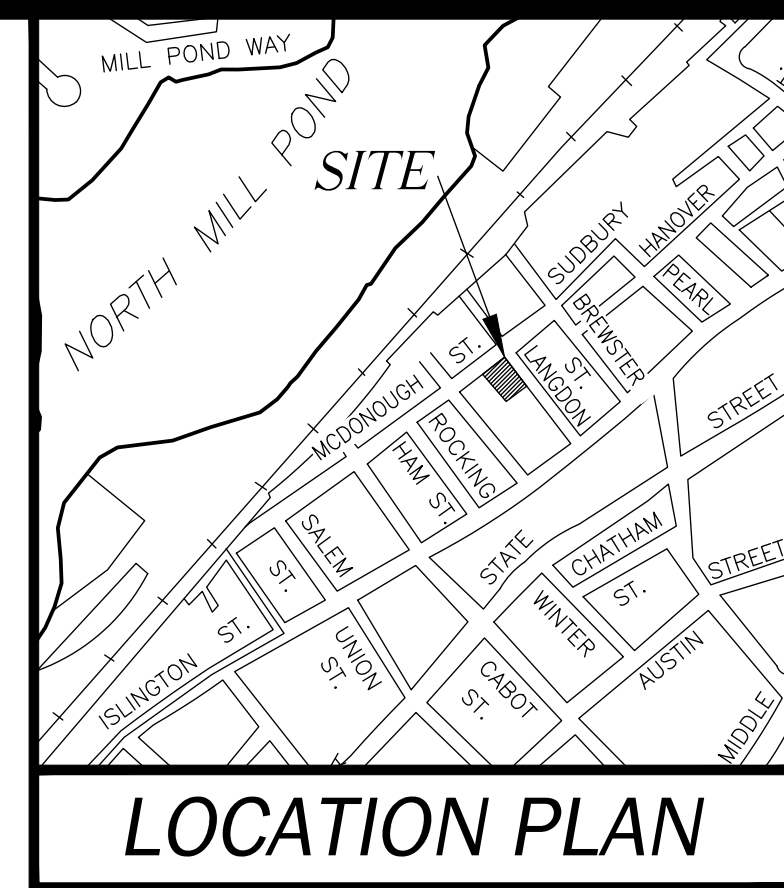 MILL POND WAY
NORTH MILL POND
SITE
SUDBURY
HANOVER
PEARL
BREWSTER
ST.
LANGDON
ST.
STREET
MCDONOUGH
ROCKING
HAM ST.
SALEM
ST.
STATE
CHATHAM
STREET
ST.
WINTER
ST.
UNION
ST.
AUSTIN
ISLINGTON
CABOT
ST.
MIDDLE
LOCATION PLAN